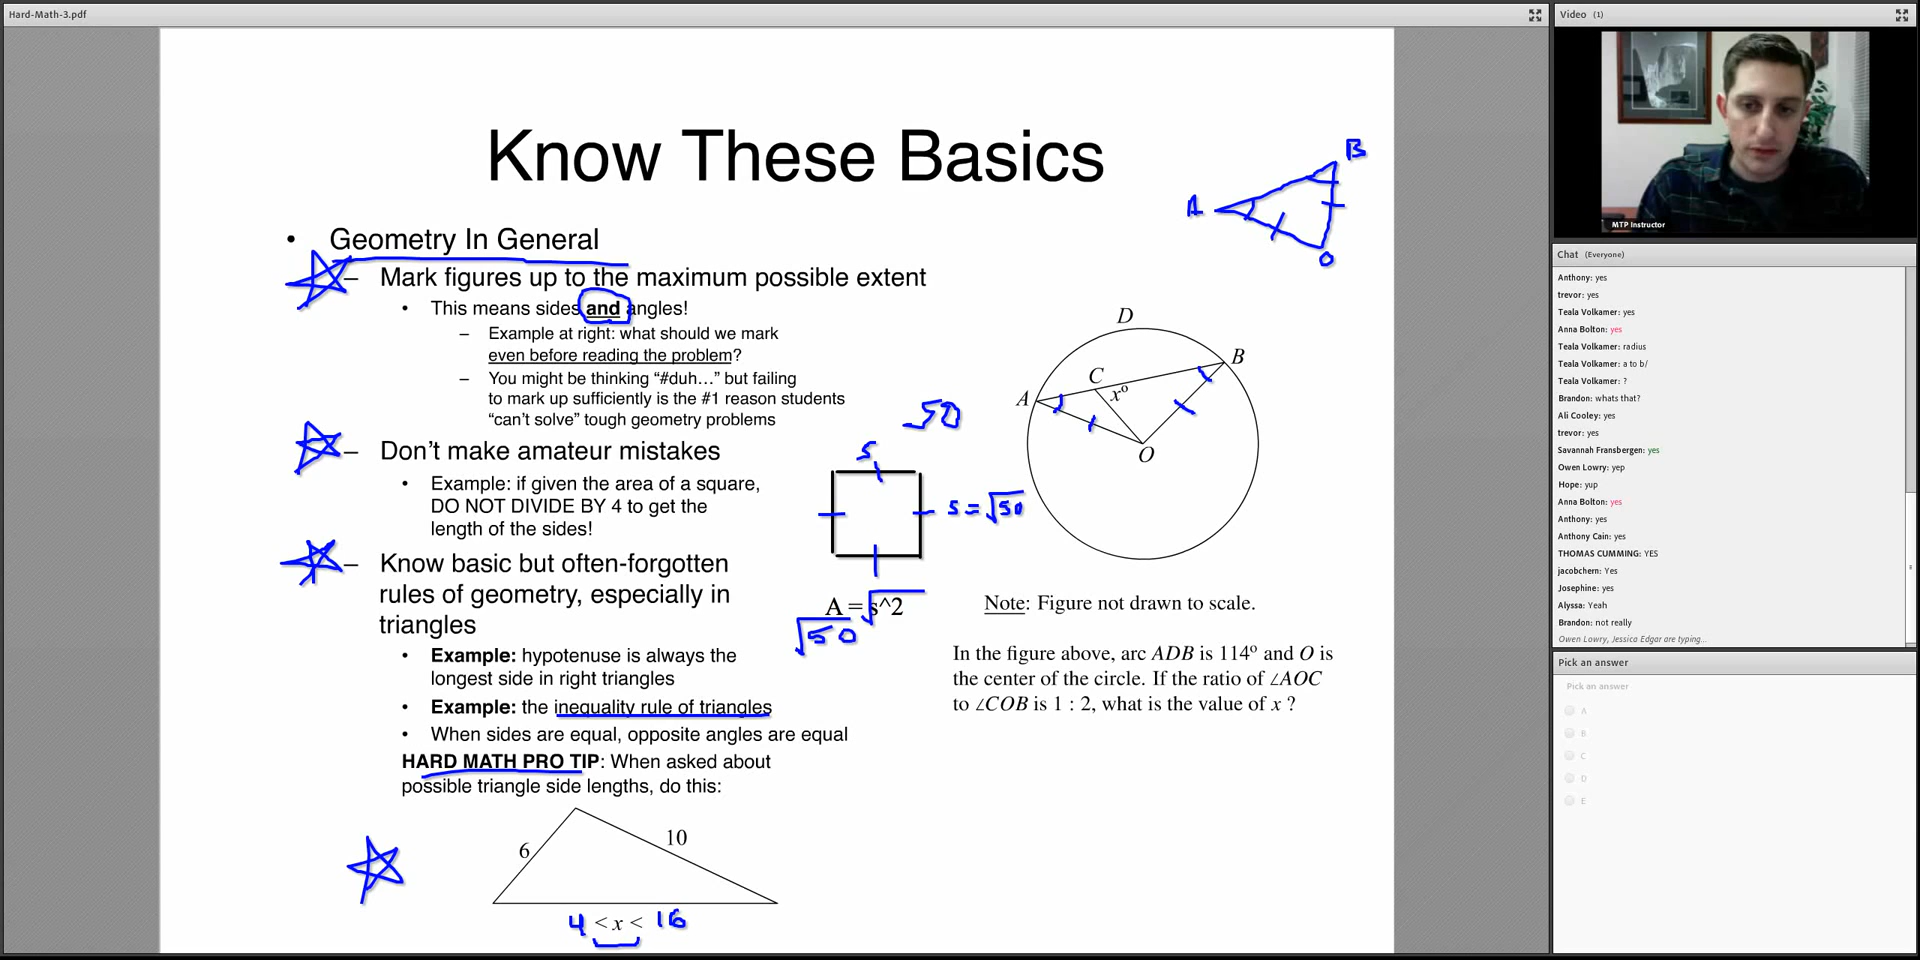 Hard-Math-3.pdf
Know These Basics
• Geometry In General
– Mark figures up to the maximum possible extent
• This means sides and angles!
– Example at right: what should we mark
even before reading the problem?
– You might be thinking “#duh…” but failing
to mark up sufficiently is the #1 reason students
“can’t solve” tough geometry problems
– Don’t make amateur mistakes
• Example: if given the area of a square,
DO NOT DIVIDE BY 4 to get the
length of the sides!
– Know basic but often-forgotten
rules of geometry, especially in
triangles
• Example: hypotenuse is always the
longest side in right triangles
• Example: the inequality rule of triangles
• When sides are equal, opposite angles are equal
HARD MATH PRO TIP: When asked about
possible triangle side lengths, do this:
6
10
4 < x < 16
50
s
s = √50
A = s^2
√50
B
A
O
D
B
C
xº
A
O
Note: Figure not drawn to scale.
In the figure above, arc ADB is 114º and O is
the center of the circle. If the ratio of ∠AOC
to ∠COB is 1 : 2, what is the value of x ?
Video (1)
MTP Instructor
Chat (Everyone)
Anthony: yes
trevor: yes
Teala Volkamer: yes
Anna Bolton: yes
Teala Volkamer: radius
Teala Volkamer: a to b/
Teala Volkamer: ?
Brandon: whats that?
Ali Cooley: yes
trevor: yes
Savannah Fransbergen: yes
Owen Lowry: yep
Hope: yup
Anna Bolton: yes
Anthony: yes
Anthony Cain: yes
THOMAS CUMMING: YES
jacobchern: Yes
Josephine: yes
Alyssa: Yeah
Brandon: not really
Owen Lowry, Jessica Edgar are typing...
Pick an answer
Pick an answer
A
B
C
D
E